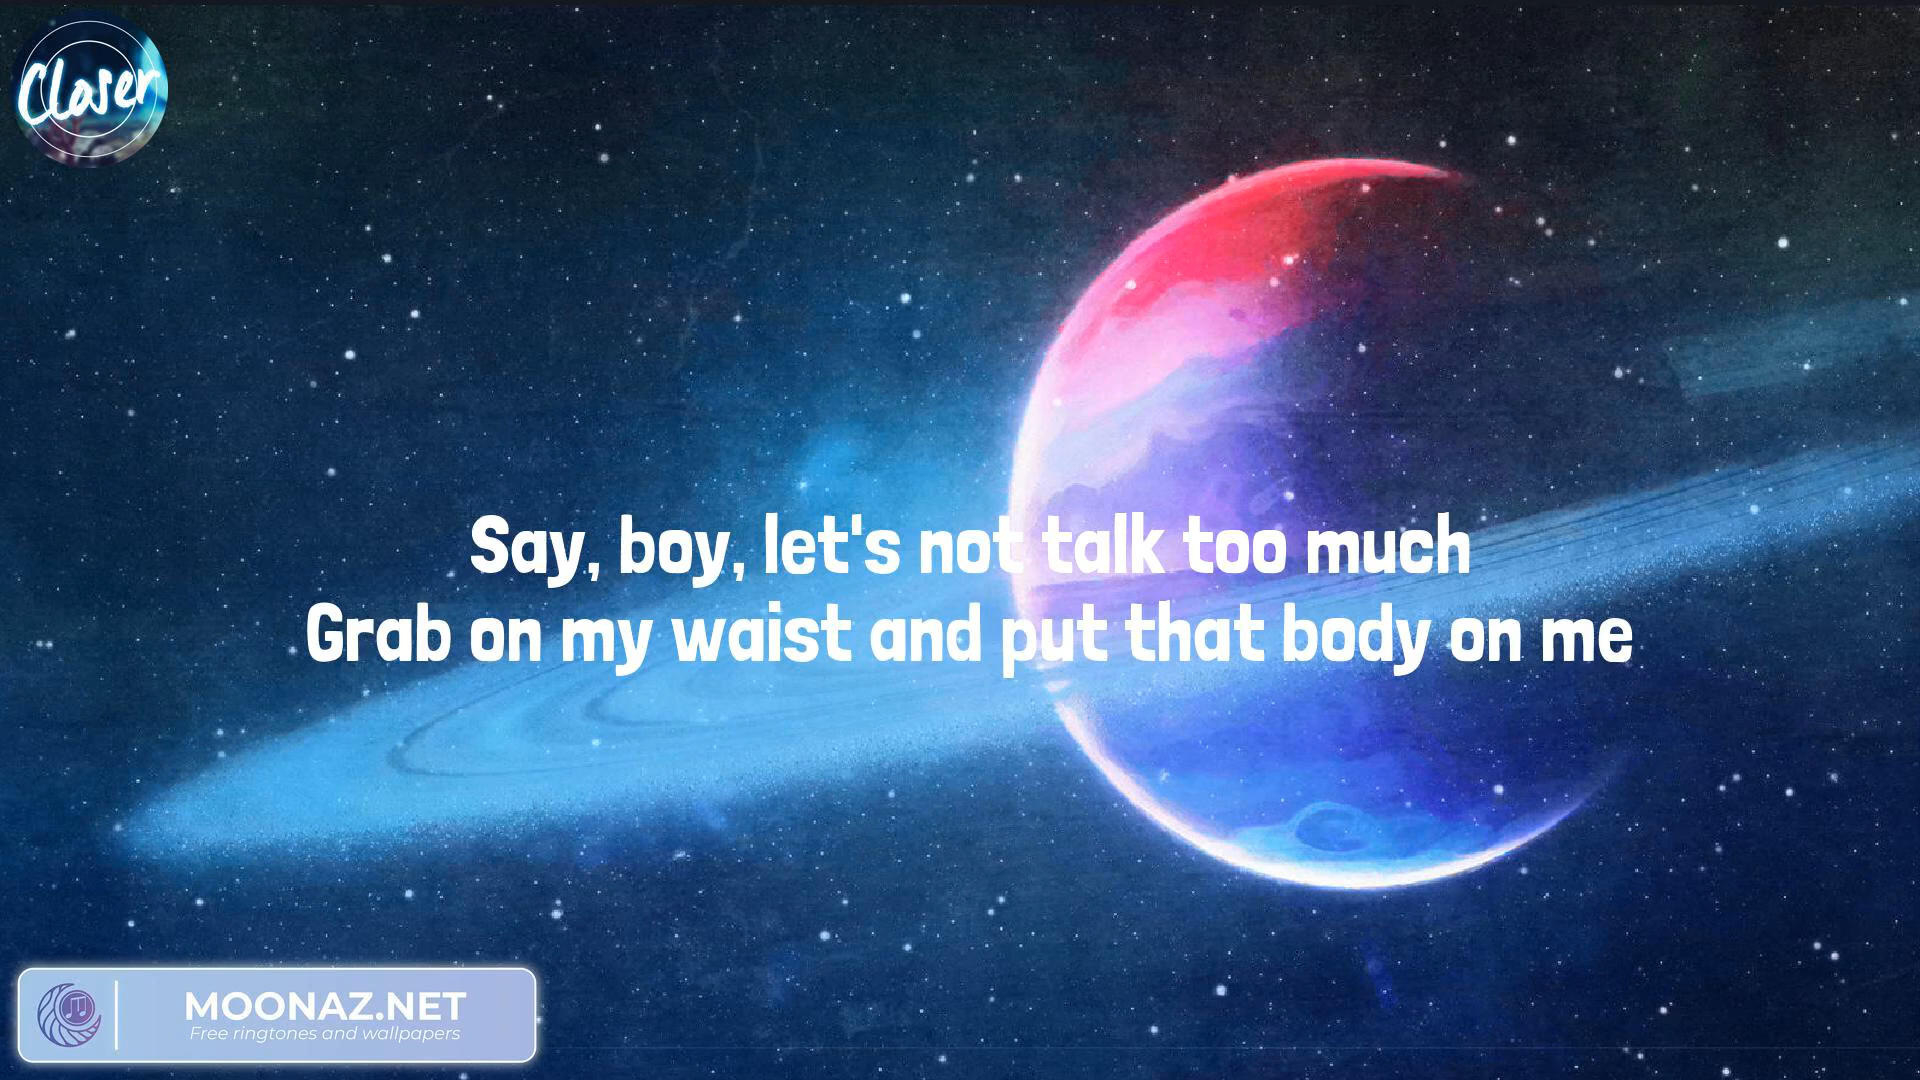 Closer
Say, boy, let's not talk too much
Grab on my waist and put that body on me
MOONAZ.NET
Free ringtones and wallpapers